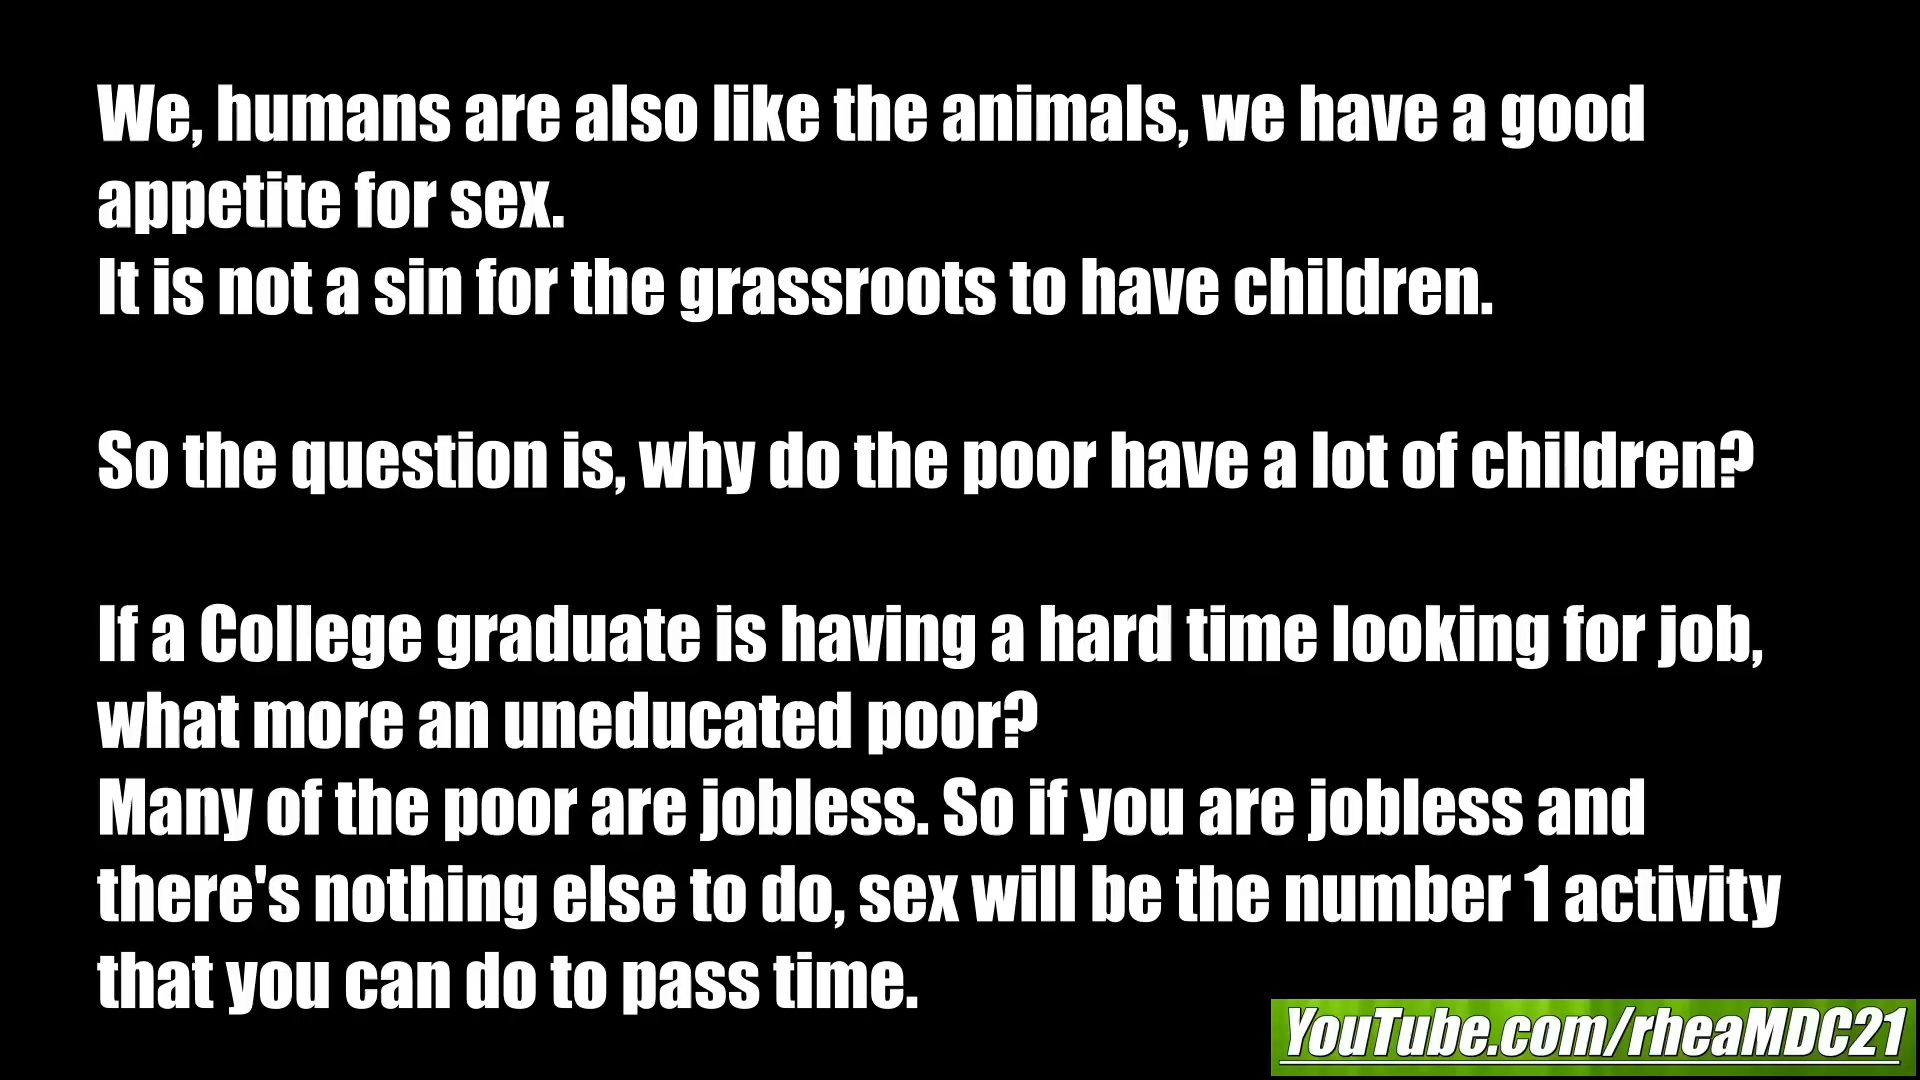 We, humans are also like the animals, we have a good
appetite for sex.
It is not a sin for the grassroots to have children.
So the question is, why do the poor have a lot of children?
If a College graduate is having a hard time looking for job,
what more an uneducated poor?
Many of the poor are jobless. So if you are jobless and
there's nothing else to do, sex will be the number 1 activity
that you can do to pass time.
YouTube.com/rheaMDC21